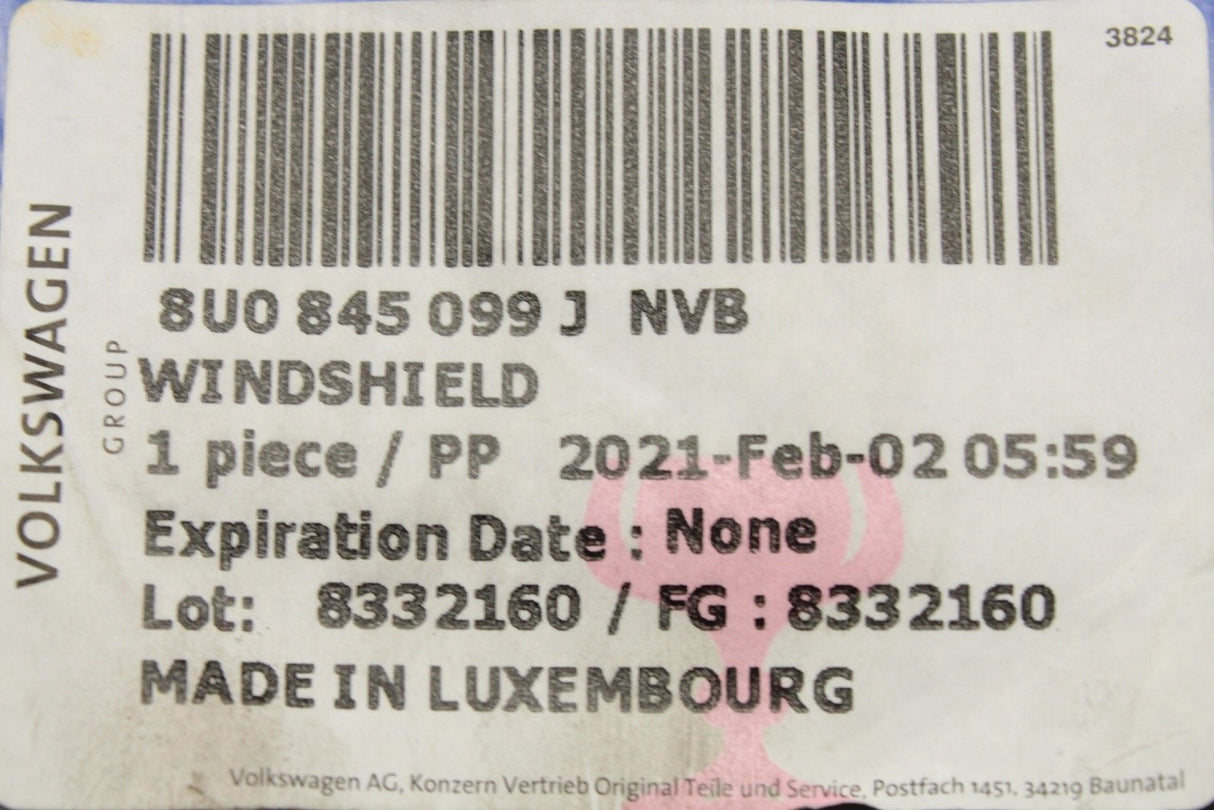 3824
VOLKSWAGEN
GROUP
8U0 845 099 J NVB
WINDSHIELD
1 piece / PP 2021-Feb-02 05:59
Expiration Date : None
Lot: 8332160 / FG : 8332160
MADE IN LUXEMBOURG
Volkswagen AG, Konzern Vertrieb Original Teile und Service, Postfach 1451, 34219 Baunatal